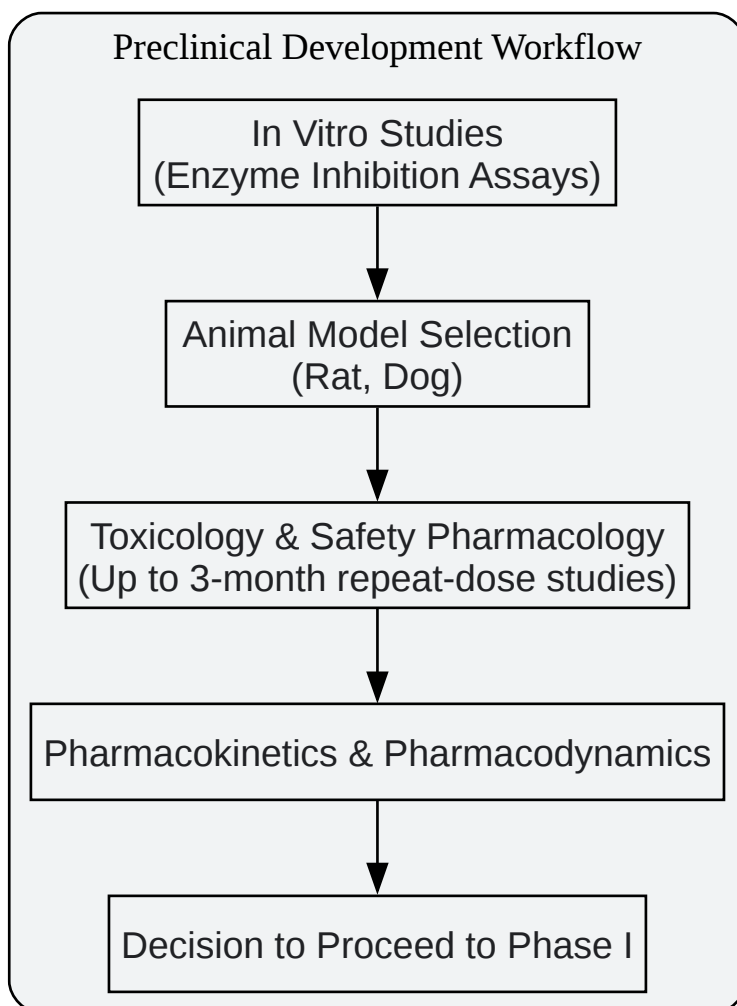 Preclinical Development Workflow
In Vitro Studies
(Enzyme Inhibition Assays)
Animal Model Selection
(Rat, Dog)
Toxicology & Safety Pharmacology
(Up to 3-month repeat-dose studies)
Pharmacokinetics & Pharmacodynamics
Decision to Proceed to Phase I